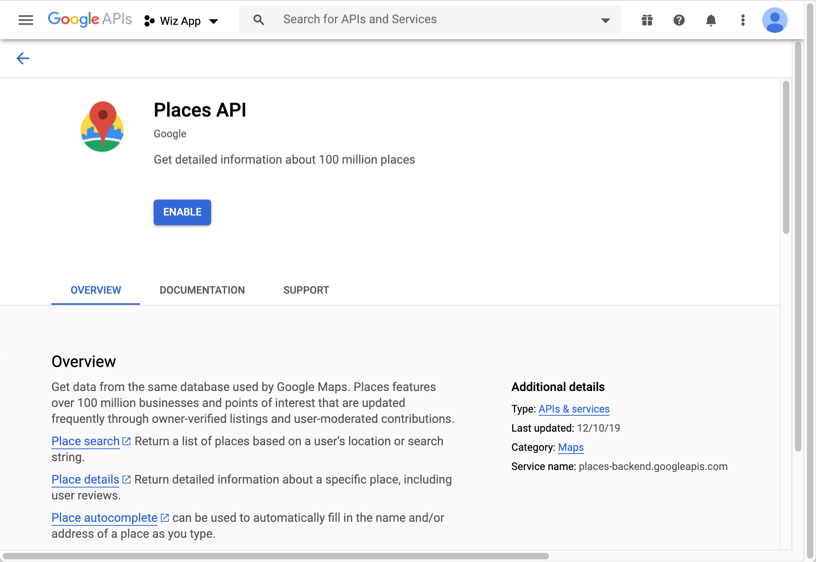 Google APIs
Wiz App
Search for APIs and Services
Places API
Google
Get detailed information about 100 million places
ENABLE
OVERVIEW DOCUMENTATION SUPPORT
Overview
Get data from the same database used by Google Maps. Places features
over 100 million businesses and points of interest that are updated
frequently through owner-verified listings and user-moderated contributions.
Place search Return a list of places based on a user's location or search
string.
Place details Return detailed information about a specific place, including
user reviews.
Place autocomplete can be used to automatically fill in the name and/or
address of a place as you type.
Additional details
Type: APIs & services
Last updated: 12/10/19
Category: Maps
Service name: places-backend.googleapis.com